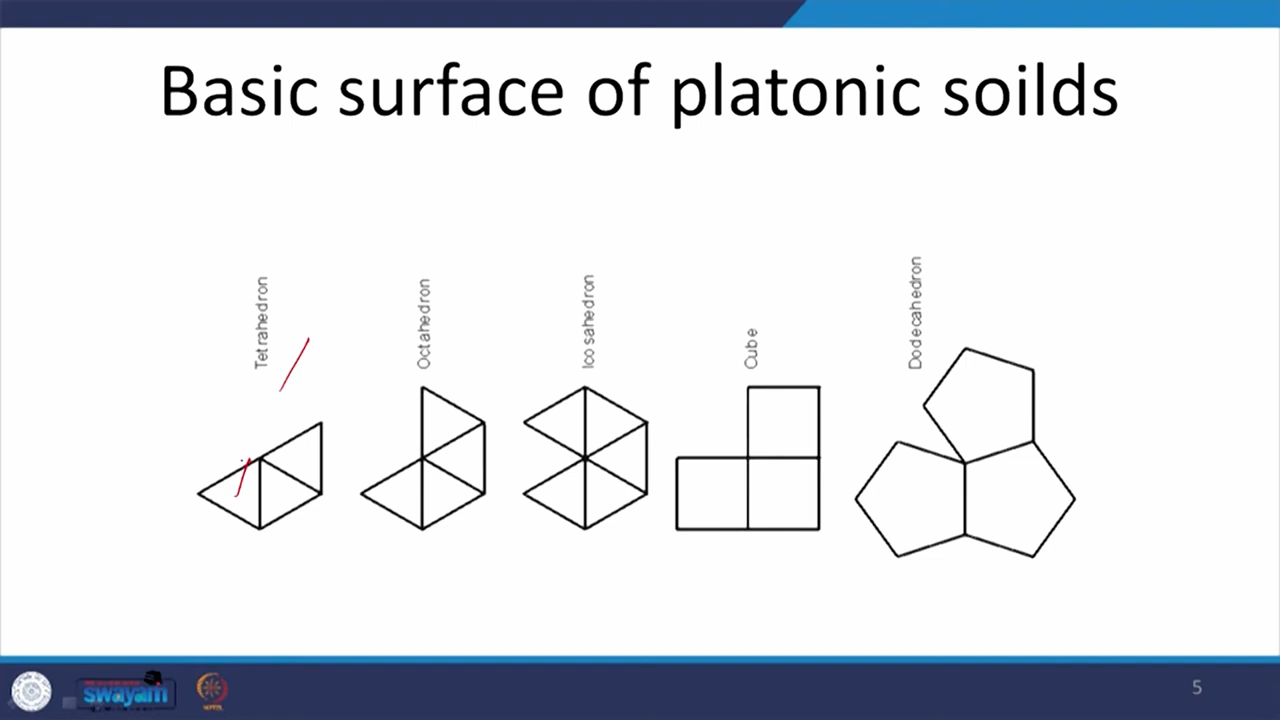 Basic surface of platonic soilds
Tetrahedron
Octahedron
Icosahedron
Cube
Dodecahedron
swayam
5